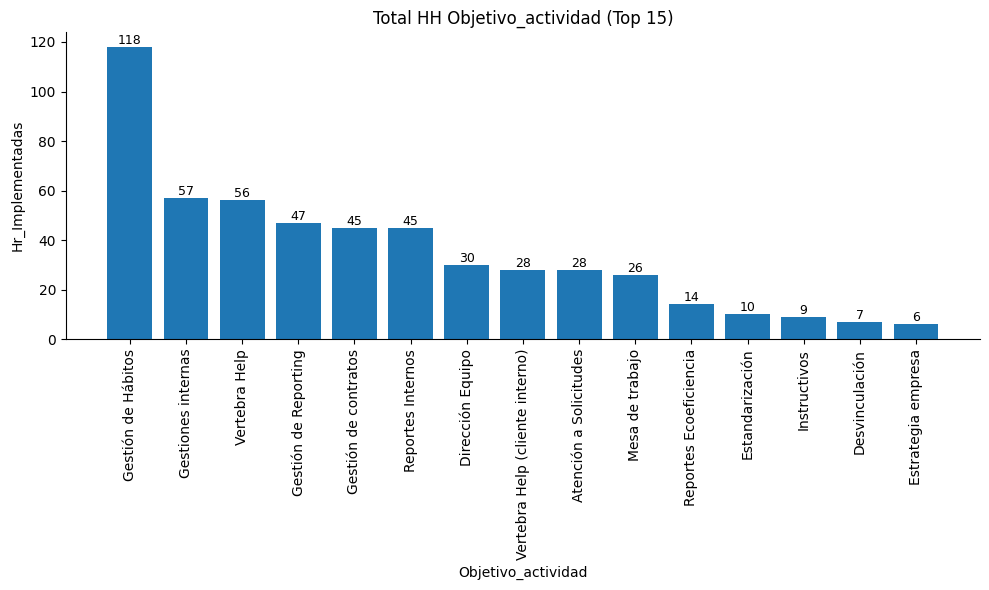 Total HH Objetivo_actividad (Top 15)
Hr_Implementadas
120
100
80
60
40
20
0
118
57
56
47
45
45
30
28
28
26
14
10
9
7
6
Gestión de Hábitos
Gestiones internas
Vertebra Help
Gestión de Reporting
Gestión de contratos
Reportes Internos
Dirección Equipo
Vertebra Help (cliente interno)
Atención a Solicitudes
Mesa de trabajo
Reportes Ecoeficiencia
Estandarización
Instructivos
Desvinculación
Estrategia empresa
Objetivo_actividad